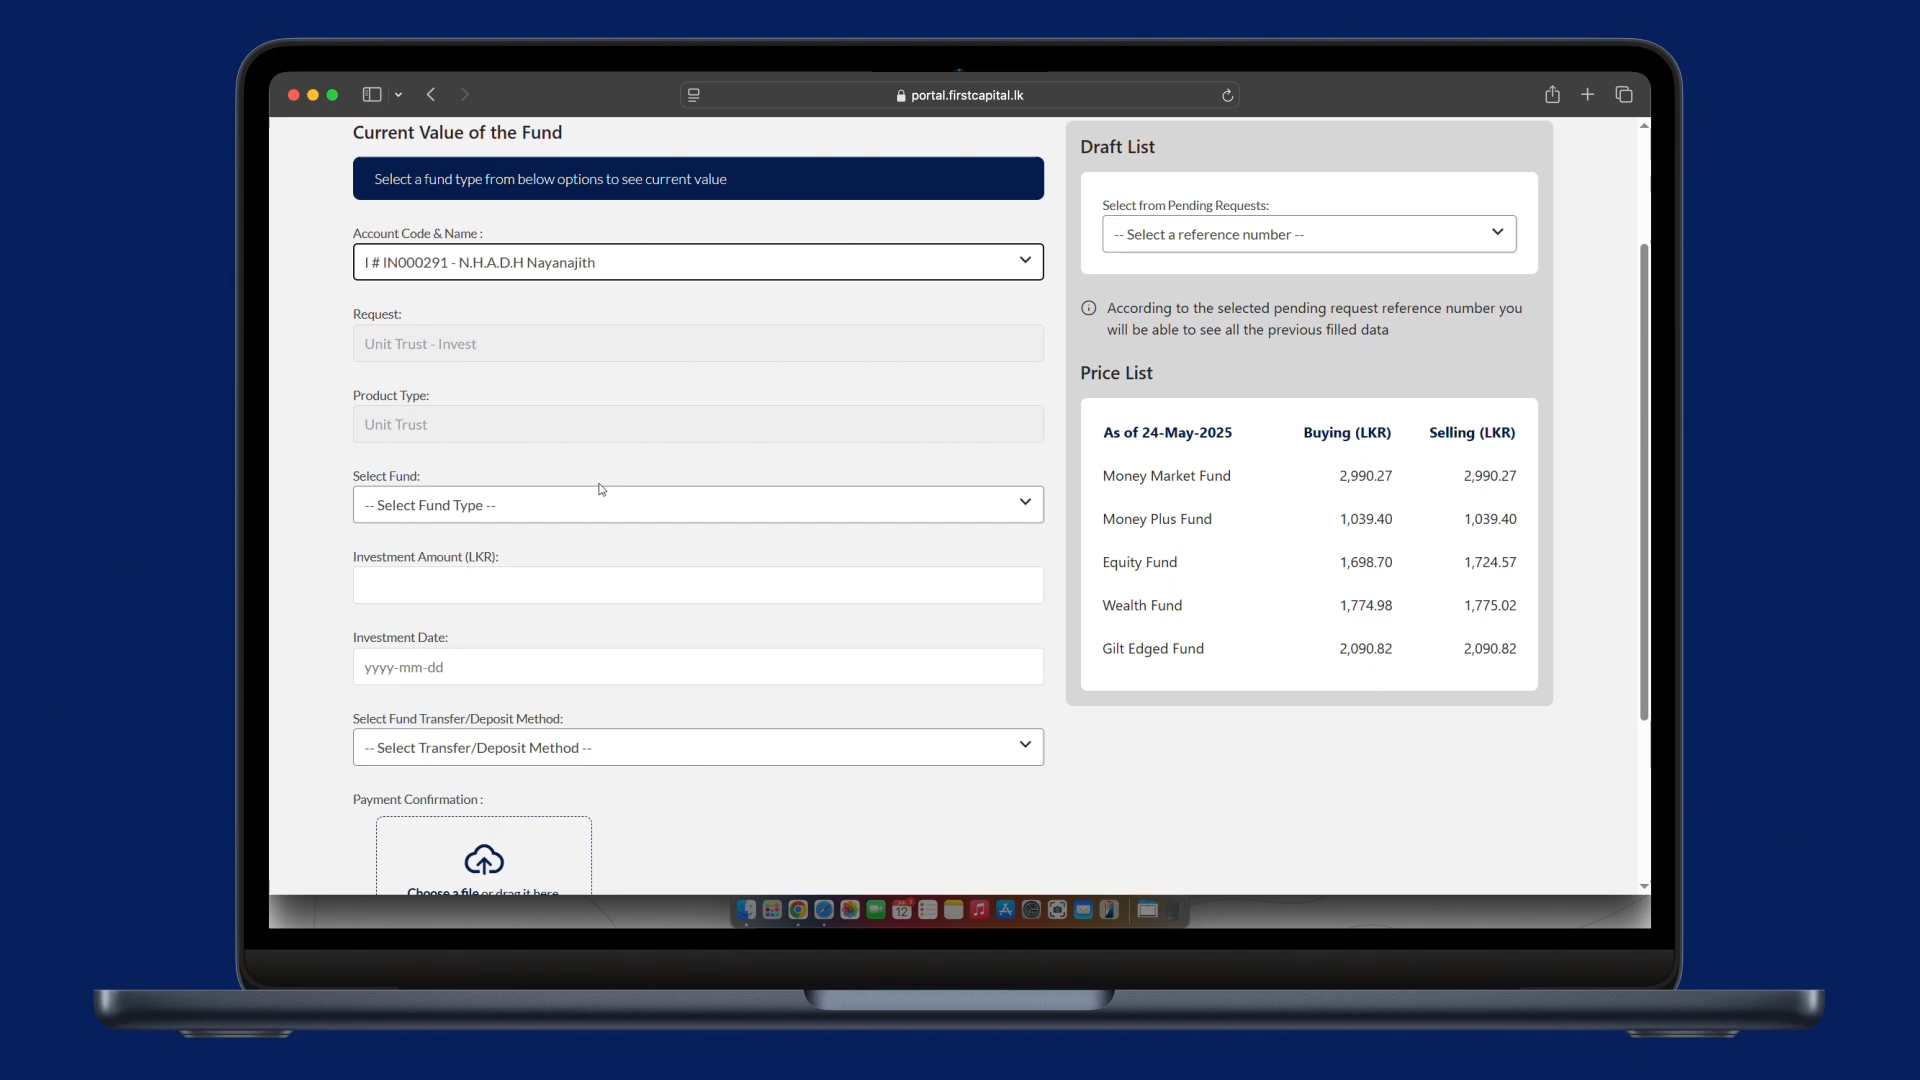 portal.firstcapital.lk
Current Value of the Fund
Select a fund type from below options to see current value
Account Code & Name :
I # IN000291 - N.H.A.D.H Nayanajith
Request:
Unit Trust - Invest
Product Type:
Unit Trust
Select Fund:
-- Select Fund Type --
Investment Amount (LKR):
Investment Date:
yyyy-mm-dd
Select Fund Transfer/Deposit Method:
-- Select Transfer/Deposit Method --
Payment Confirmation :
Choose a file or drag it here
Draft List
Select from Pending Requests:
-- Select a reference number --
According to the selected pending request reference number you
will be able to see all the previous filled data
Price List
As of 24-May-2025 Buying (LKR) Selling (LKR)
Money Market Fund 2,990.27 2,990.27
Money Plus Fund 1,039.40 1,039.40
Equity Fund 1,698.70 1,724.57
Wealth Fund 1,774.98 1,775.02
Gilt Edged Fund 2,090.82 2,090.82
12